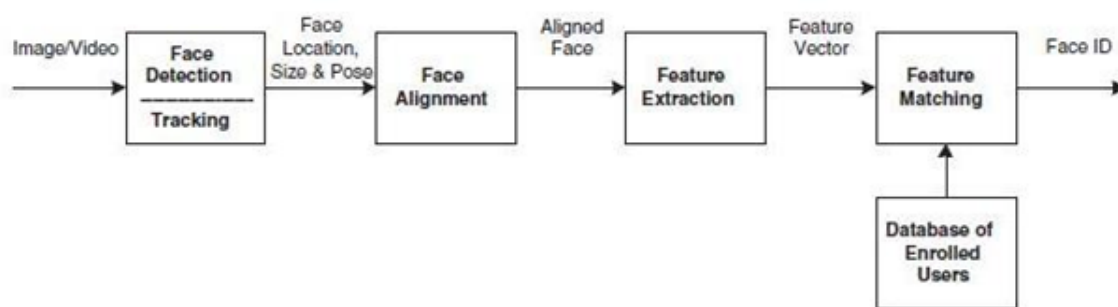 Image/Video
Face
Detection
Tracking
Face
Location,
Size & Pose
Face
Alignment
Aligned
Face
Feature
Extraction
Feature
Vector
Feature
Matching
Face ID
Database of
Enrolled
Users